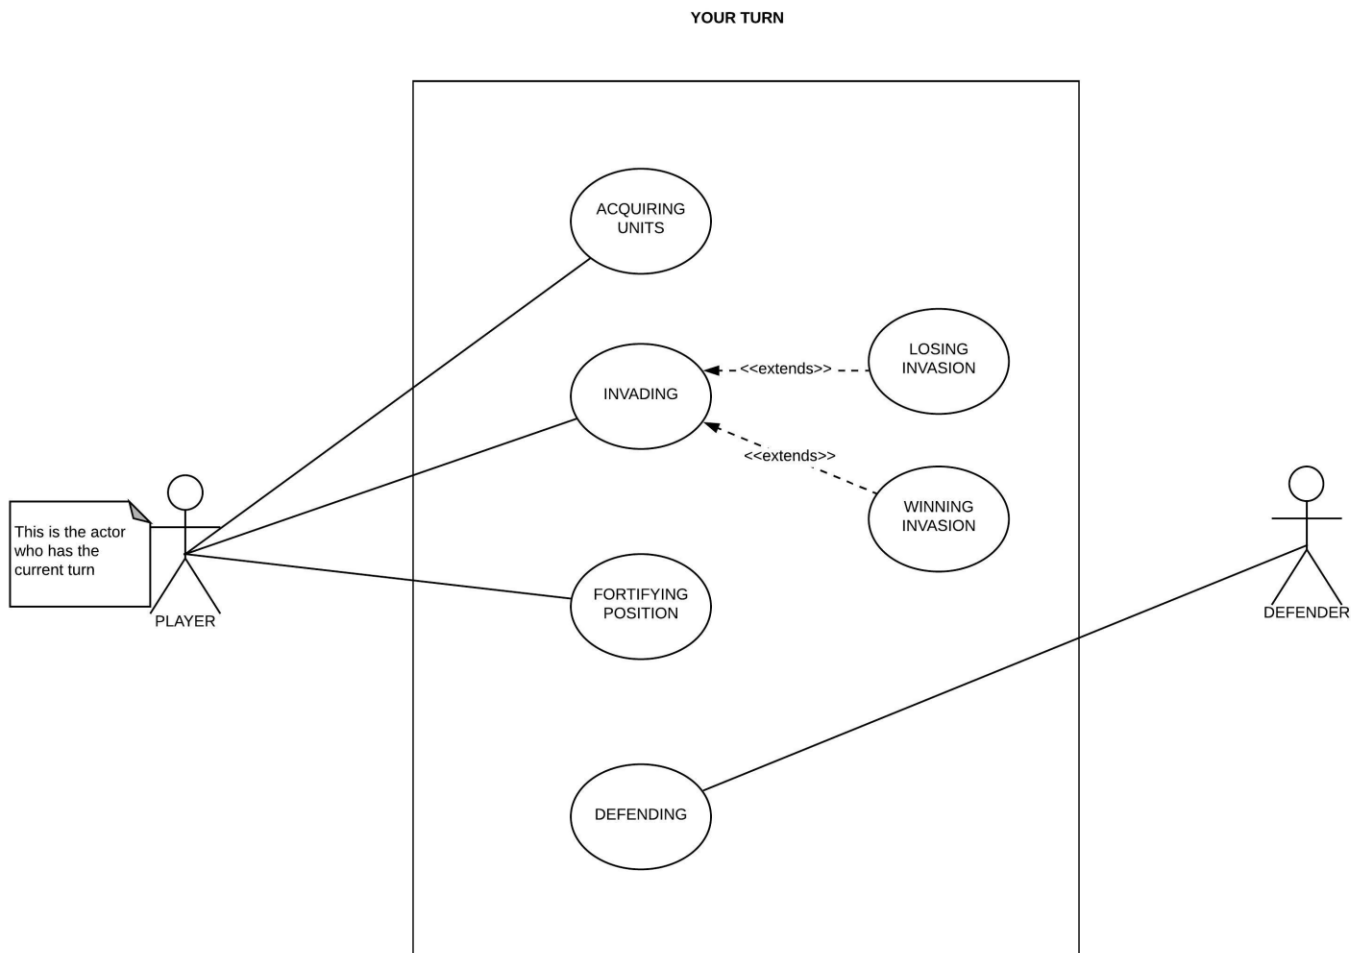 YOUR TURN
ACQUIRING
UNITS
LOSING
INVASION
<<extends>>
INVADING
<<extends>>
WINNING
INVASION
This is the actor
who has the
current turn
PLAYER
FORTIFYING
POSITION
DEFENDER
DEFENDING